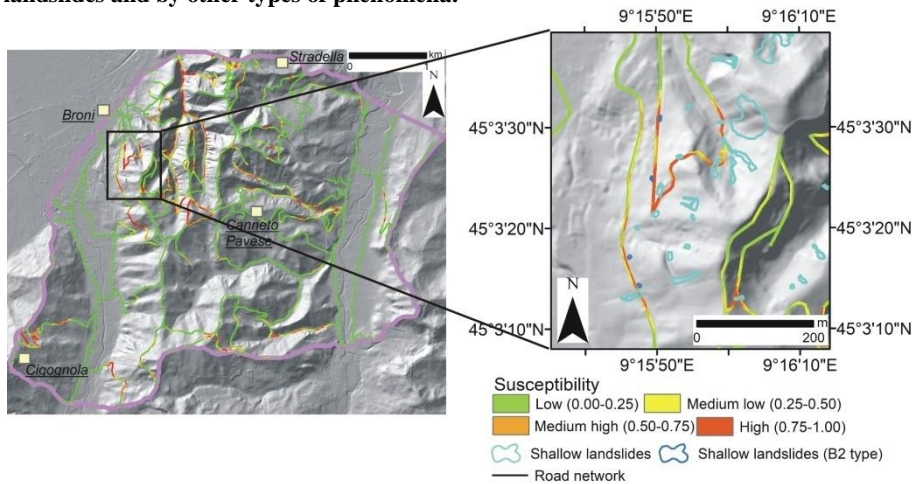 landslides and by other types of phenomena.
9°15'50"E 9°16'10"E
Stradella
km
0 1
N
Broni
Canneto
Pavese
Cigognola
45°3'30"N 45°3'30"N
45°3'20"N 45°3'20"N
45°3'10"N 45°3'10"N
N
m
0 200
9°15'50"E 9°16'10"E
Susceptibility
Low (0.00-0.25) Medium low (0.25-0.50)
Medium high (0.50-0.75) High (0.75-1.00)
Shallow landslides Shallow landslides (B2 type)
Road network